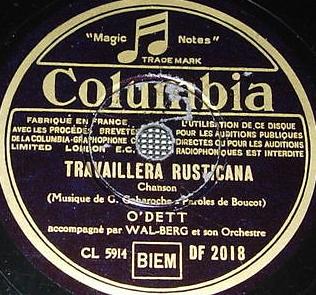 "Magic Notes"
TRADE MARK
Columbia
FABRIQUÉ EN FRANCE
AVEC LES PROCÉDÉS BREVETÉS
DE LA COLUMBIA-GRAPHOPHONE C°
LIMITED LONDON E.C.
L'UTILISATION DE CE DISQUE
POUR LES AUDITIONS PUBLIQUES
DIRECTES OU POUR LES AUDITIONS
RADIOPHONIQUES EST INTERDITE
TRAVAILLERA RUSTICANA
Chanson
(Musique de G. Gabaroche - Paroles de Boucot)
O'DETT
accompagné par WAL-BERG et son Orchestre
CL 5914 BIEM DF 2018